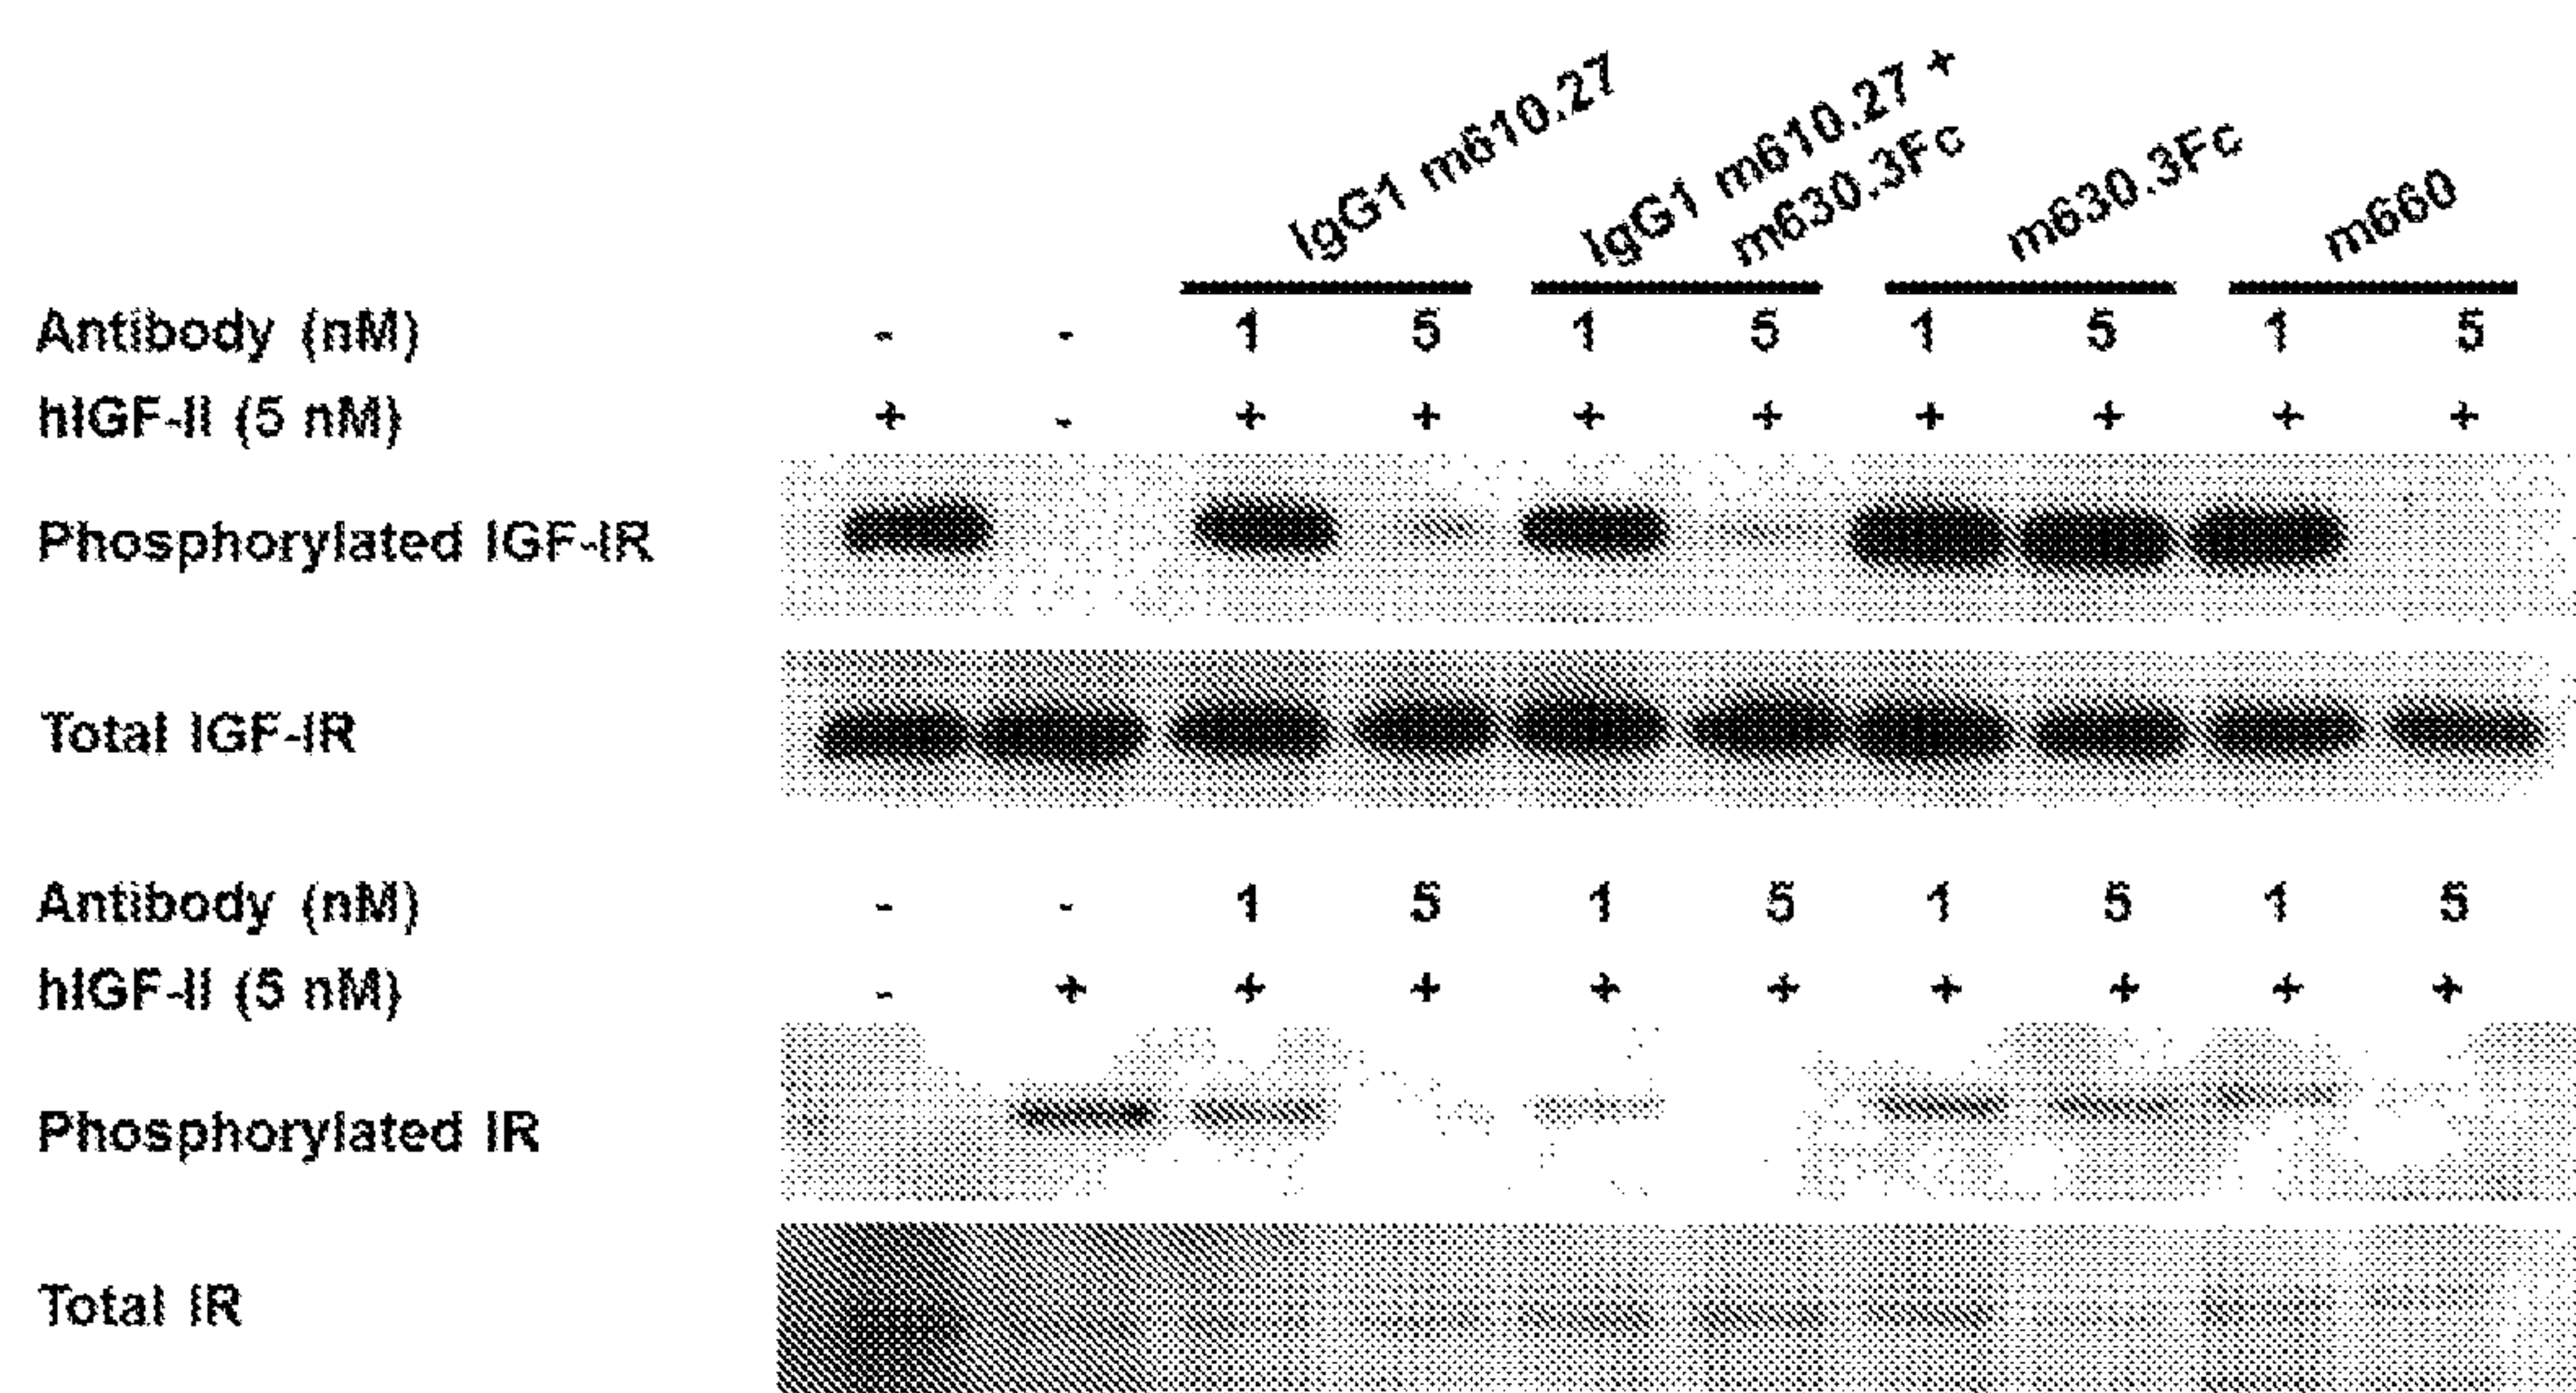 IgG1 m610.27
IgG1 m610.27 +
m630.3Fc
m630.3Fc
m660
Antibody (nM) - - 1 5 1 5 1 5 1 5
hIGF-II (5 nM) + - + + + + + + + +
Phosphorylated IGF-IR
Total IGF-IR
Antibody (nM) - - 1 5 1 5 1 5 1 5
hIGF-II (5 nM) - + + + + + + + + +
Phosphorylated IR
Total IR